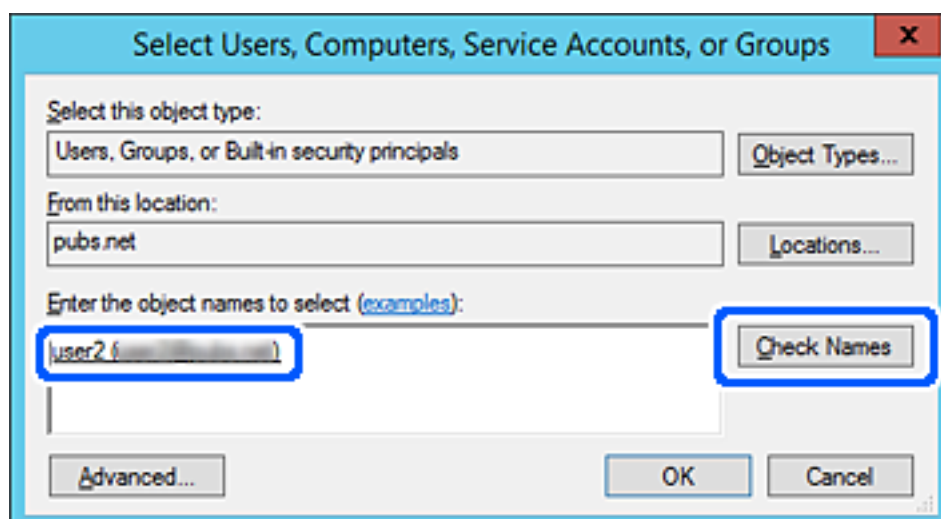 Select Users, Computers, Service Accounts, or Groups
x
Select this object type:
Users, Groups, or Built-in security principals
Object Types...
From this location:
pubs.net
Locations...
Enter the object names to select (examples):
user2 (
Check Names
Advanced...
OK
Cancel